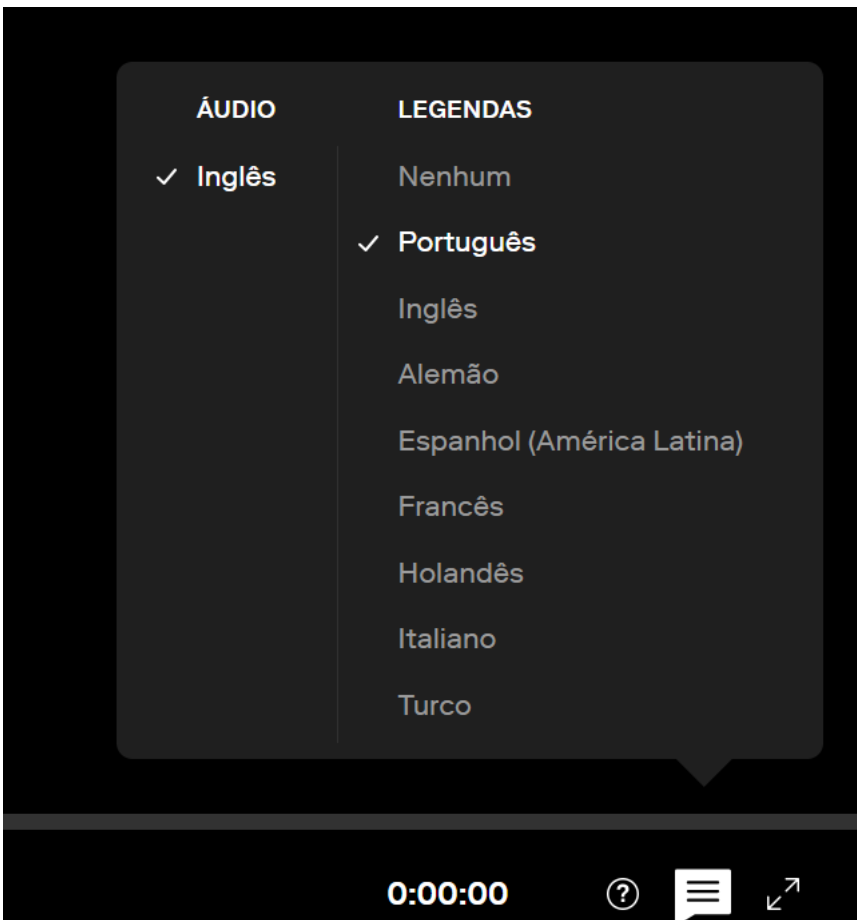 ÁUDIO
LEGENDAS
Inglês
Nenhum
Português
Inglês
Alemão
Espanhol (América Latina)
Francês
Holandês
Italiano
Turco
0:00:00
?